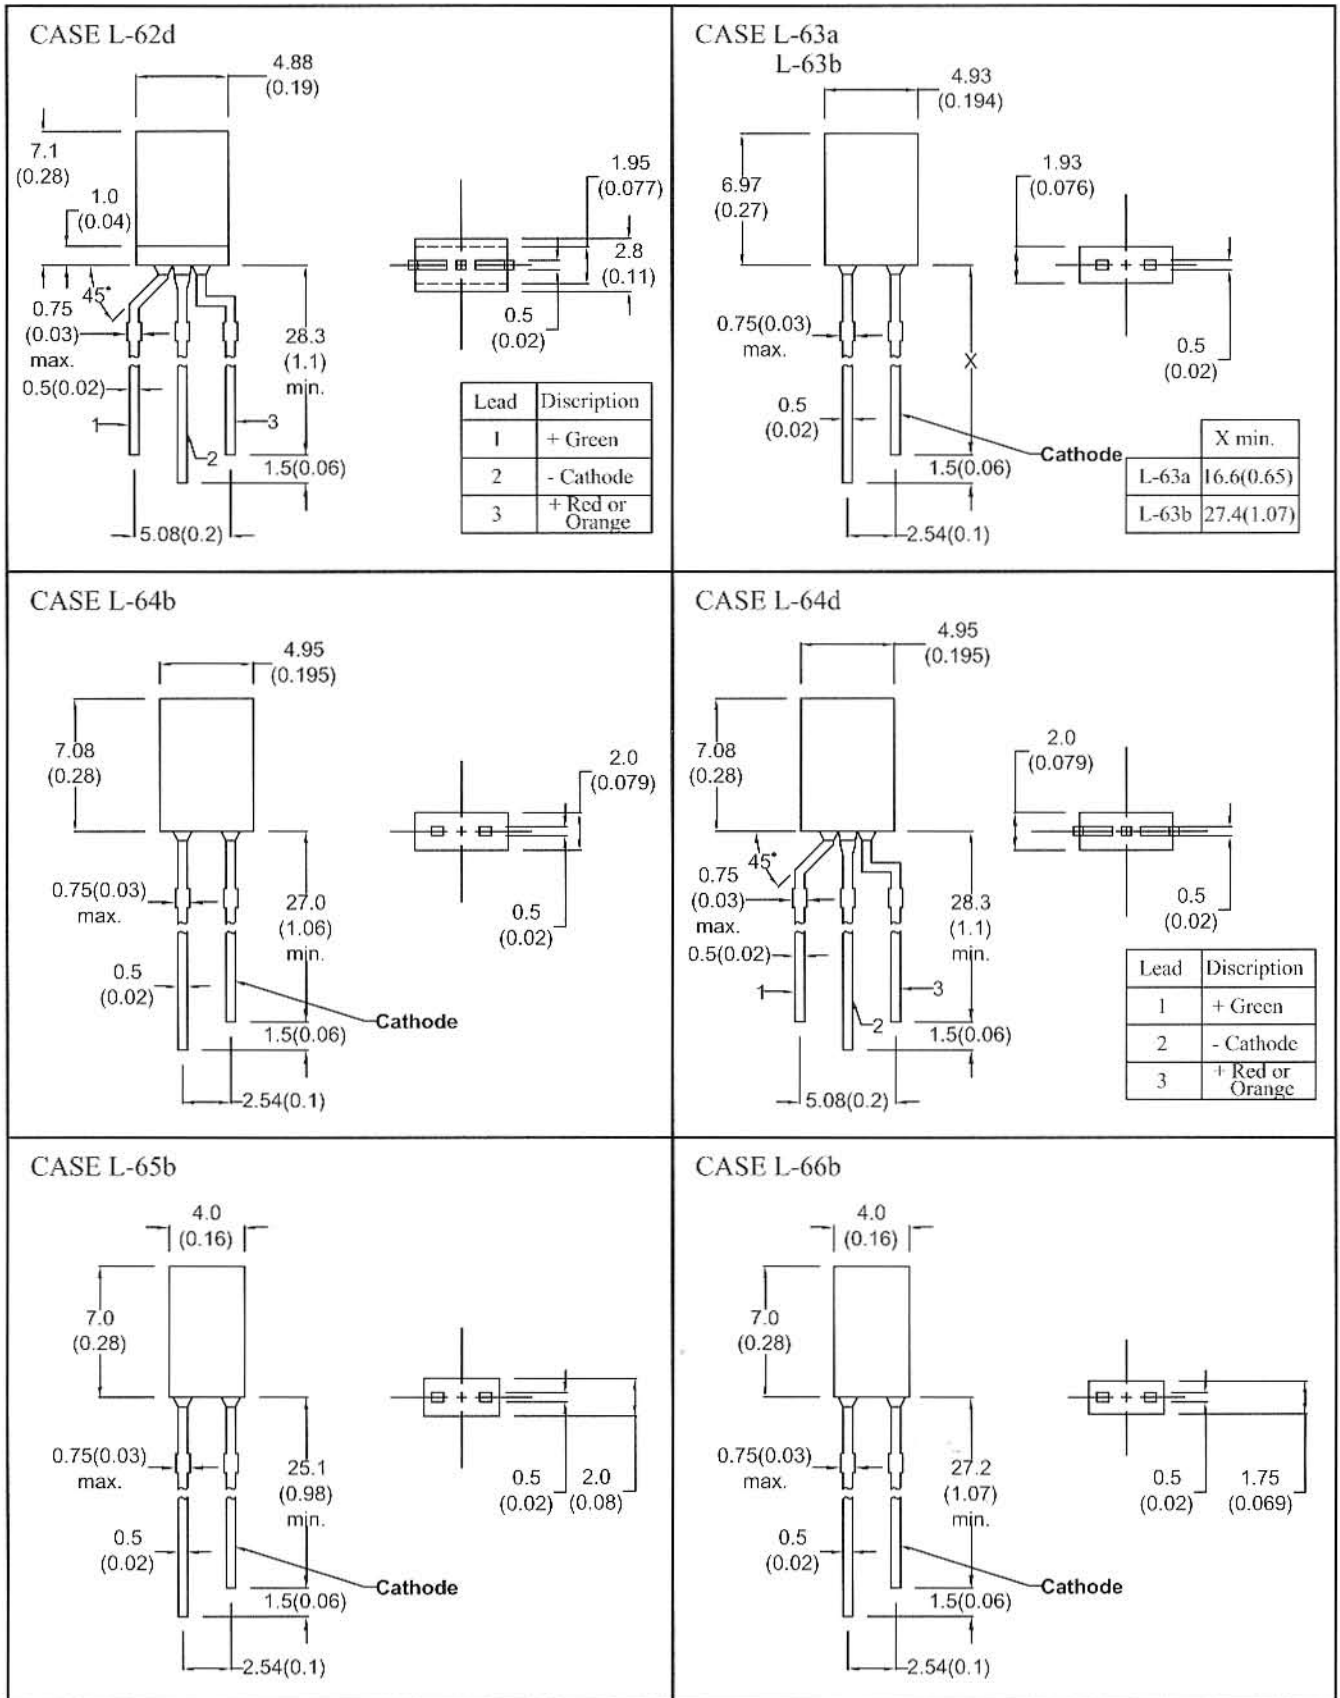 CASE L-62d
4.88
(0.19)
7.1
(0.28)
1.0
(0.04)
45°
0.75
(0.03)
max.
0.5(0.02)
1
2
3
28.3
(1.1)
min.
1.5(0.06)
5.08(0.2)
1.95
(0.077)
2.8
(0.11)
0.5
(0.02)
Lead Discription
1 + Green
2 - Cathode
3 + Red or
Orange
CASE L-63a
L-63b
4.93
(0.194)
6.97
(0.27)
0.75(0.03)
max.
0.5
(0.02)
X
Cathode
1.5(0.06)
2.54(0.1)
1.93
(0.076)
0.5
(0.02)
X min.
L-63a 16.6(0.65)
L-63b 27.4(1.07)
CASE L-64b
4.95
(0.195)
7.08
(0.28)
0.75(0.03)
max.
0.5
(0.02)
27.0
(1.06)
min.
Cathode
1.5(0.06)
2.54(0.1)
2.0
(0.079)
0.5
(0.02)
CASE L-64d
4.95
(0.195)
7.08
(0.28)
45°
0.75
(0.03)
max.
0.5(0.02)
1
2
3
28.3
(1.1)
min.
1.5(0.06)
5.08(0.2)
2.0
(0.079)
0.5
(0.02)
Lead Discription
1 + Green
2 - Cathode
3 + Red or
Orange
CASE L-65b
4.0
(0.16)
7.0
(0.28)
0.75(0.03)
max.
0.5
(0.02)
25.1
(0.98)
min.
Cathode
1.5(0.06)
2.54(0.1)
0.5
(0.02)
2.0
(0.08)
CASE L-66b
4.0
(0.16)
7.0
(0.28)
0.75(0.03)
max.
0.5
(0.02)
27.2
(1.07)
min.
Cathode
1.5(0.06)
2.54(0.1)
0.5
(0.02)
1.75
(0.069)